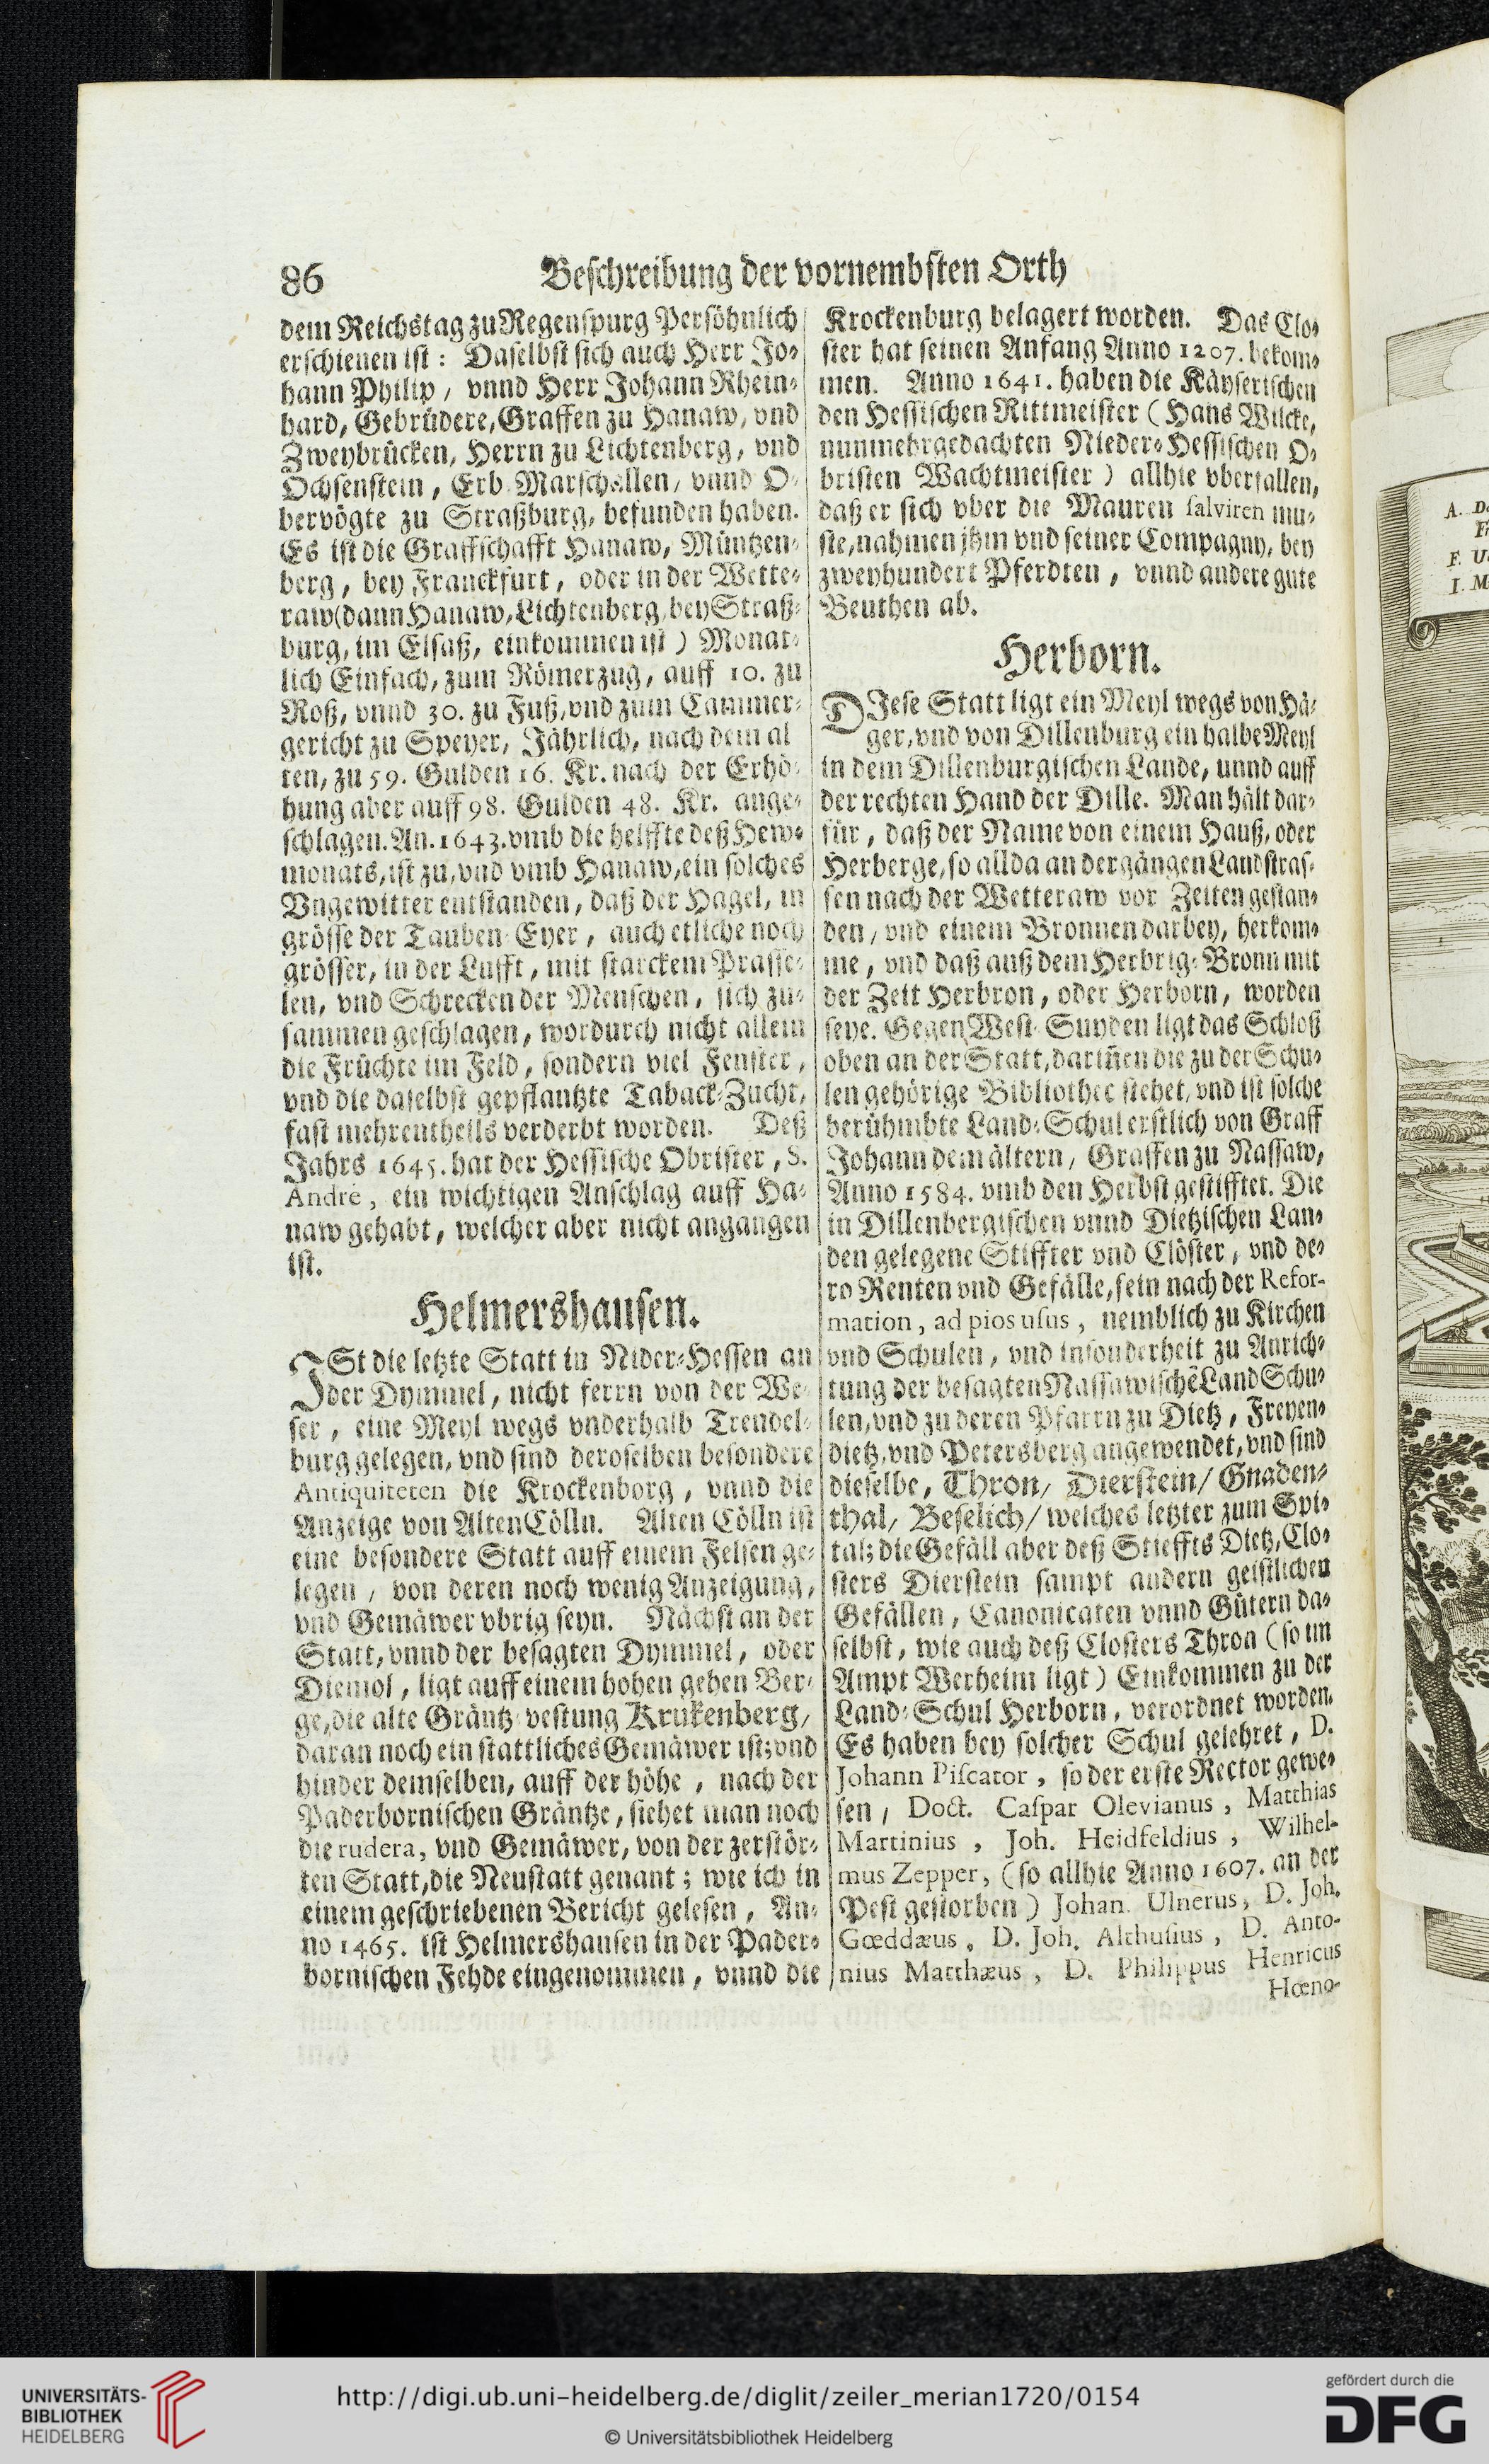 86 Beschreibung der vornembsten Orth
dem Reichstag zu Regenspurg Persöhnlich
erschienen ist: Daselbst sich auch Herr Jo-
hann Philip, vnnd Herr Johann Rhein-
hard, Gebrüdere, Graffen zu Hanaw, vnd
Zweybrücken, Herrn zu Lichtenberg, vnd
Ochsenstein, Erb-Marschallen, vnnd O-
bervögte zu Straßburg, befunden haben.
Es ist die Graffschafft Hanaw, Müntzen-
berg, bey Franckfurt, oder in der Wette-
raw (dann Hanaw, Lichtenberg, bey Straß-
burg, im Elsaß, einkommen ist) Monat-
lich Einfach, zum Römerzug, auff 10. zu
Roß, vnnd 30. zu Fuß, vnd zum Cammer-
gericht zu Speyer, Jährlich, nach dem al
ten, zu 59. Gulden 16. Kr. nach der Erhö-
hung aber auff 98. Gulden 48. Kr. ange-
schlagen. An. 1643. vmb die helffte deß Hew-
monats, ist zu, vnd vmb Hanaw, ein solches
Vngewitter entstanden, daß der Hagel, in
grösse der Tauben-Eyer, auch etliche noch
grösser, in der Lufft, mit starckem Prasse-
len, vnd Schrecken der Menschen, sich zu-
sammen geschlagen, wordurch nicht allein
die Früchte im Feld, sondern viel Fenster,
vnd die daselbst gepflantzte Taback-Zucht,
fast mehrentheils verderbt worden. Deß
Jahrs 1645. hat der Hessische Obrister, S.
Andrè, ein wichtigen Anschlag auff Ha-
naw gehabt, welcher aber nicht angangen
ist.
Helmershausen.
ISt die letzte Statt in Nider-Hessen an
der Dymmel, nicht ferrn von der We-
ser, eine Meyl wegs vnderhalb Trendel-
burg gelegen, vnd sind deroselben besondere
Antiquiteten die Krockenborg, vnnd die
Anzeige von Alten Cölln. Alten Cölln ist
eine besondere Statt auff einem Felsen ge-
legen, von deren noch wenig Anzeigung,
vnd Gemäwer vbrig seyn. Nächst an der
Statt, vnnd der besagten Dymmel, oder
Diemol, ligt auff einem hohen gehen Ber-
ge, die alte Gräntz-vestung Krukenberg,
daran noch ein stattliches Gemäwer ist; vnd
hinder demselben, auff der höhe, nach der
Paderbornischen Gräntze, siehet man noch
die rudera, vnd Gemäwer, von der zerstör-
ten Statt, die Neustatt genant; wie ich in
einem geschriebenen Bericht gelesen, An-
no 1465. ist Helmershausen in der Pader-
bornischen Fehde eingenommen, vnnd die
Krockenburg belagert worden. Das Clo-
ster hat seinen Anfang Anno 1207. bekom-
men. Anno 1641. haben die Käyserischen
den Hessischen Rittmeister (Hans Wilcke,
nunmehrgedachten Nieder-Hessischen O-
bristen Wachtmeister) allhie vberfallen,
daß er sich vber die Mauren salviren mu-
ste, nahmen jhm vnd seiner Compagny, bey
zweyhundert Pferdten, vnnd andere gute
Beuthen ab.
Herborn.
DIese Statt ligt ein Meyl wegs von Hä-
ger, vnd von Dillenburg ein halbe Meyl
in dem Dillenburgischen Lande, unnd auff
der rechten Hand der Dille. Man hält dar-
für, daß der Name von einem Hauß, oder
Herberge, so allda an der gängen Landstras-
sen nach der Wetteraw vor Zeiten gestan-
den, vnd einem Bronnen darbey, herkom-
me, vnd daß auß dem Herbrig-Bronn mit
der Zeit Herbron, oder Herborn, worden
seye. Gegen West-Suyden ligt das Schloß
oben an der Statt, dariñen die zu der Schu-
len gehörige Bibliothec stehet, vnd ist solche
berühmbte Land-Schul erstlich von Graff
Johann dem ältern, Graffen zu Nassaw,
Anno 1584. vmb den Herbst gestifftet. Die
in Dillenbergischen vnnd Dietzischen Lan-
den gelegene Stiffter vnd Clöster, vnd de-
ro Renten vnd Gefälle, sein nach der Refor-
mation, ad pios usus, nemblich zu Kirchen
vnd Schulen, vnd insonderheit zu Anrich-
tung der besagten Nassawischē Land Schu-
len, vnd zu deren Pfarrn zu Dietz, Freyen-
dietz, vnd Petersberg angewendet, vnd sind
dieselbe, Thron, Dierstein, Gnaden-
thal, Beselich, welches letzter zum Spi-
tal; die Gefäll aber deß Stieffts Dietz, Clo-
sters Dierstein sampt andern geistlichen
Gefällen, Canonicaten vnnd Gütern da-
selbst, wie auch deß Closters Thron (so im
Ampt Werheim ligt) Einkommen zu der
Land-Schul Herborn, verordnet worden.
Es haben bey solcher Schul gelehret, D.
Johann Piscator, so der erste Rector gewe-
sen, Doct. Caspar Olevianus, Matthias
Martinius, Joh. Heidfeldius, Wilhel-
mus Zepper, (so allhie Anno 1607. an der
Pest gestorben) Johan. Ulnerus, D. Joh.
Gœddæus, D. Joh. Althusius, D. Anto-
nius Matthæus, D. Philippus Henricus
Hœno-
A.
F.
I. M
UNIVERSITÄTS-
BIBLIOTHEK
HEIDELBERG
http://digi.ub.uni-heidelberg.de/diglit/zeiler_merian1720/0154
© Universitätsbibliothek Heidelberg
gefördert durch die
DFG